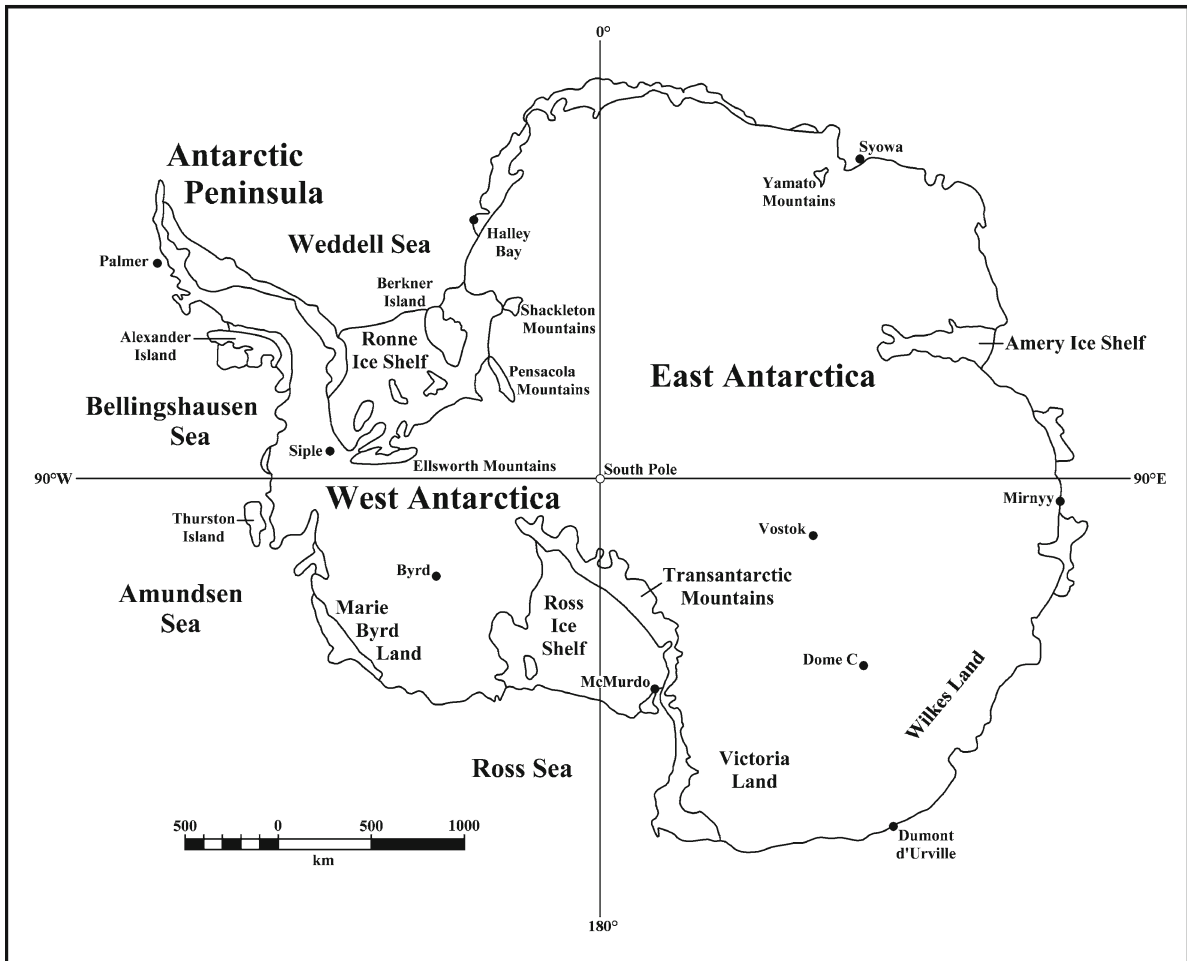 0°
Antarctic
Peninsula
Syowa
Yamato
Mountains
Weddell Sea
Halley
Bay
Palmer
Berkner
Island
Shackleton
Mountains
Alexander
Island
Ronne
Ice Shelf
Amery Ice Shelf
Pensacola
Mountains
East Antarctica
Bellingshausen
Sea
Siple
Ellsworth Mountains
South Pole
90°W
90°E
West Antarctica
Mirnyy
Thurston
Island
Vostok
Byrd
Transantarctic
Mountains
Amundsen
Sea
Marie
Byrd
Land
Ross
Ice
Shelf
Dome C
McMurdo
Wilkes Land
Ross Sea
Victoria
Land
500
0
500
1000
km
Dumont
d'Urville
180°